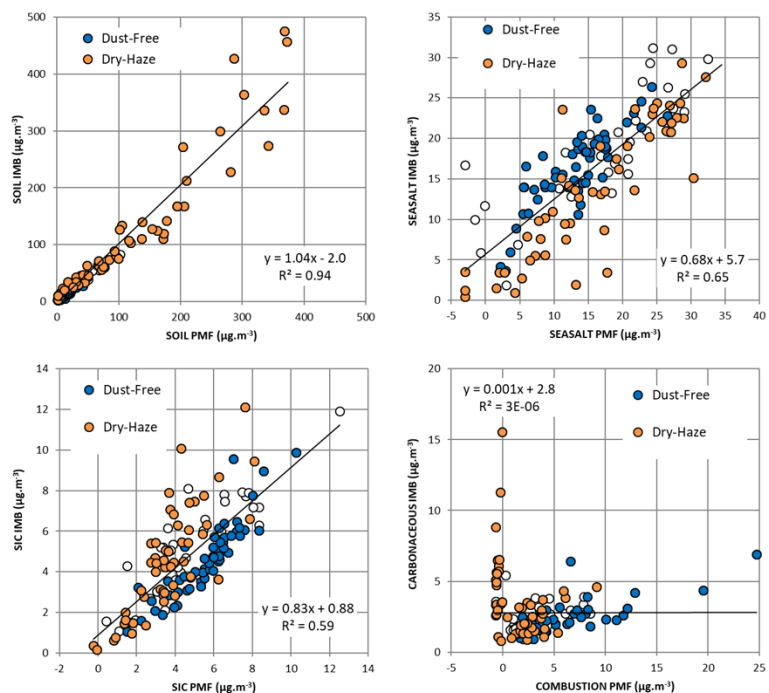 500
400
300
200
100
0
SOIL IMB (µg.m⁻³)
Dust-Free
Dry-Haze
y = 1.04x - 2.0
R² = 0.94
0 100 200 300 400 500
SOIL PMF (µg.m⁻³)
35
30
25
20
15
10
5
0
SEASALT IMB (µg.m⁻³)
Dust-Free
Dry-Haze
y = 0.68x + 5.7
R² = 0.65
-5 0 5 10 15 20 25 30 35
SEASALT PMF (µg.m⁻³)
14
12
10
8
6
4
2
0
SIC IMB (µg.m⁻³)
Dust-Free
Dry-Haze
y = 0.83x + 0.88
R² = 0.59
-2 0 2 4 6 8 10 12 14
SIC PMF (µg.m⁻³)
20
15
10
5
0
CARBONACEOUS IMB (µg.m⁻³)
y = 0.001x + 2.8
R² = 3E-06
Dust-Free
Dry-Haze
-5 0 5 10 15 20 25
COMBUSTION PMF (µg.m⁻³)